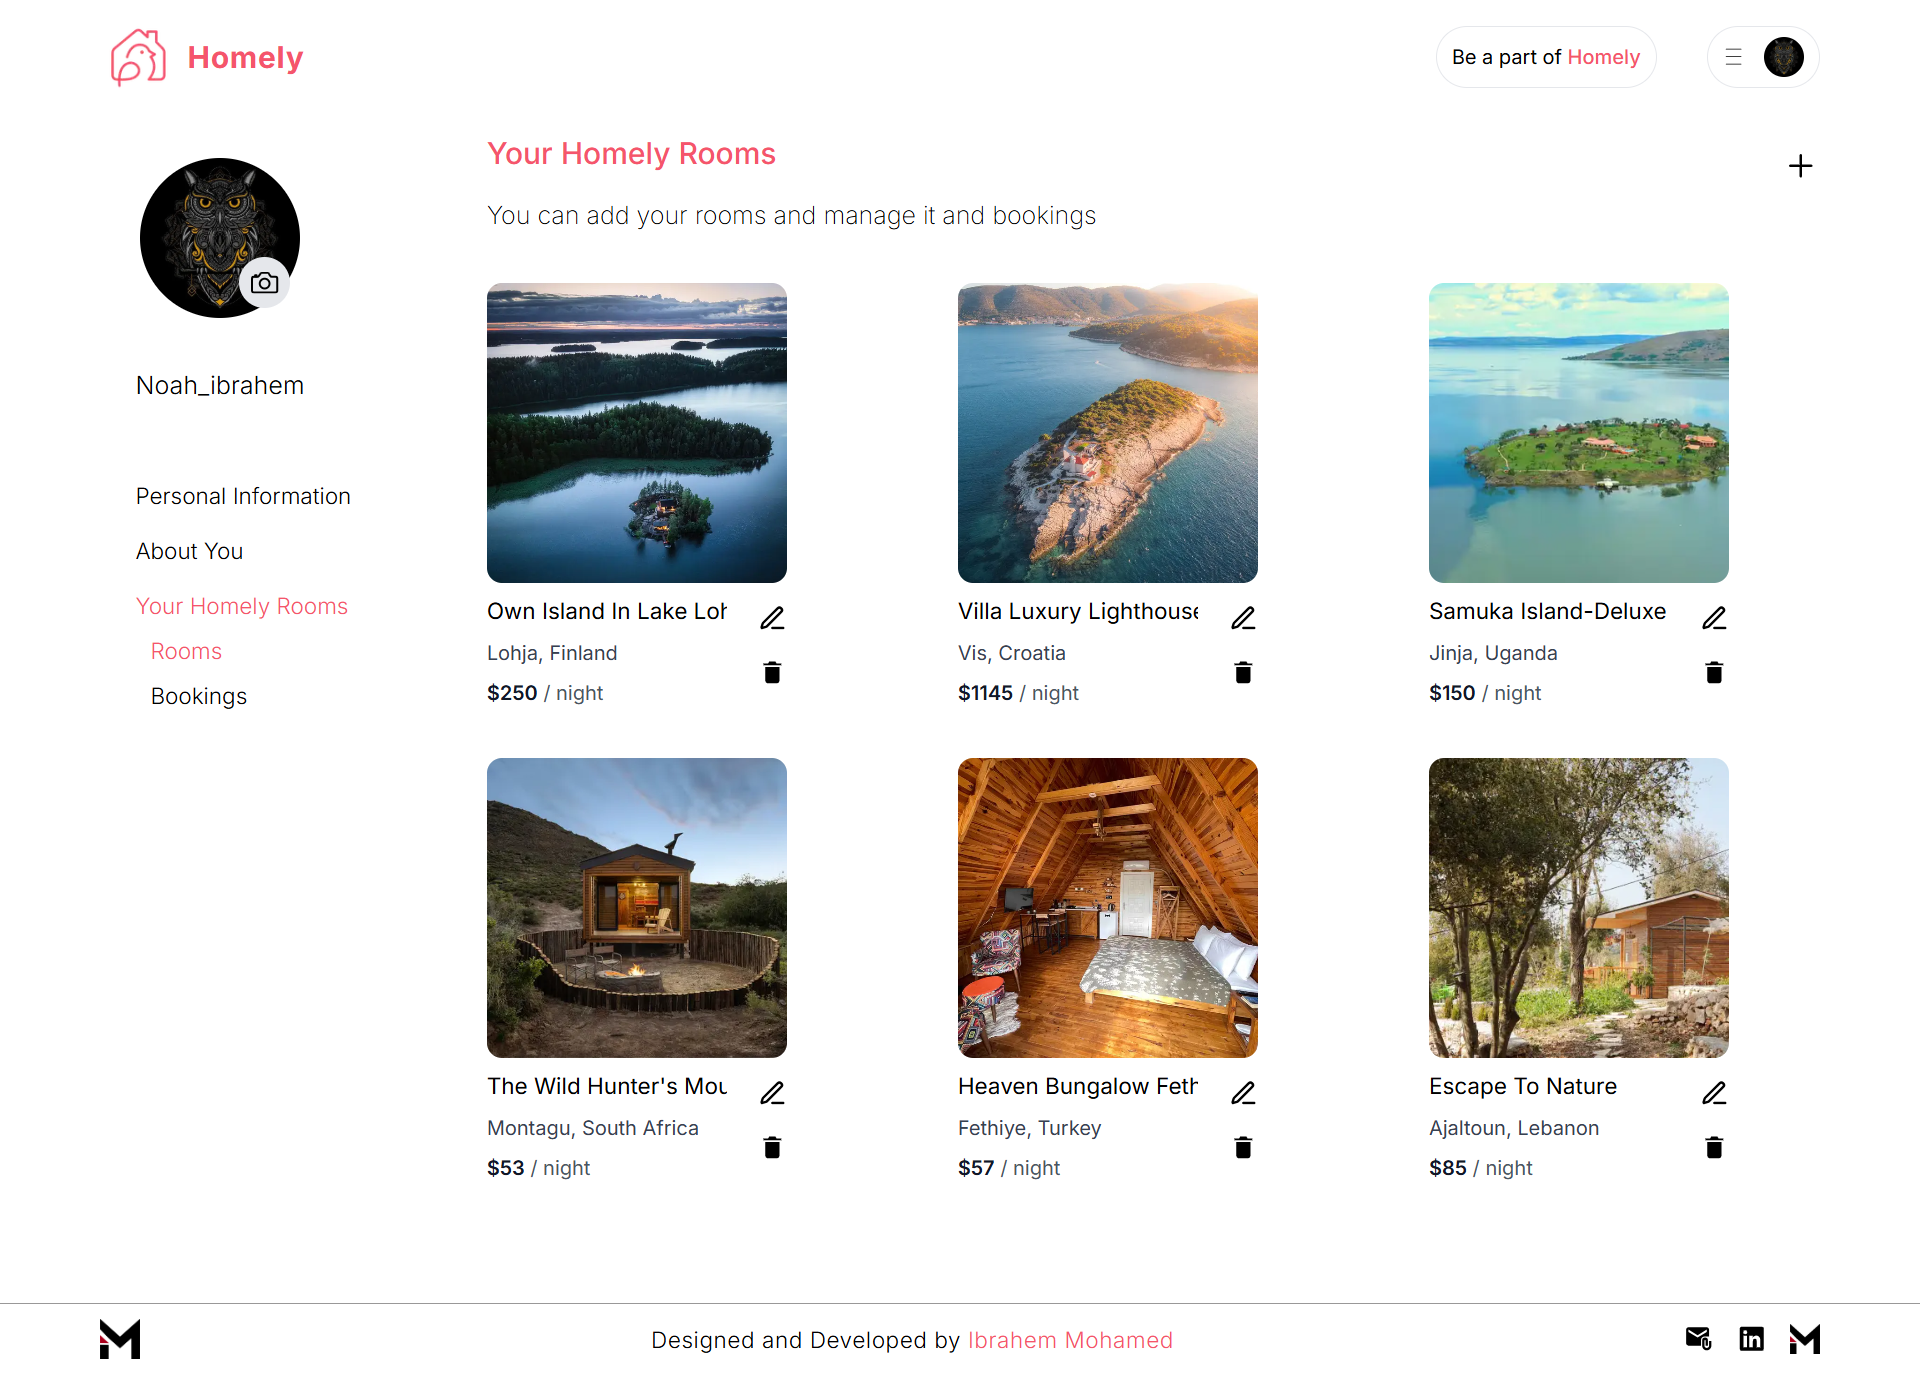 Homely
Be a part of Homely
Your Homely Rooms
You can add your rooms and manage it and bookings
Noah_ibrahem
Personal Information
About You
Your Homely Rooms
Rooms
Bookings
Own Island In Lake Loh
Lohja, Finland
$250 / night
Villa Luxury Lighthouse
Vis, Croatia
$1145 / night
Samuka Island-Deluxe
Jinja, Uganda
$150 / night
The Wild Hunter's Mou
Montagu, South Africa
$53 / night
Heaven Bungalow Feth
Fethiye, Turkey
$57 / night
Escape To Nature
Ajaltoun, Lebanon
$85 / night
Designed and Developed by Ibrahem Mohamed